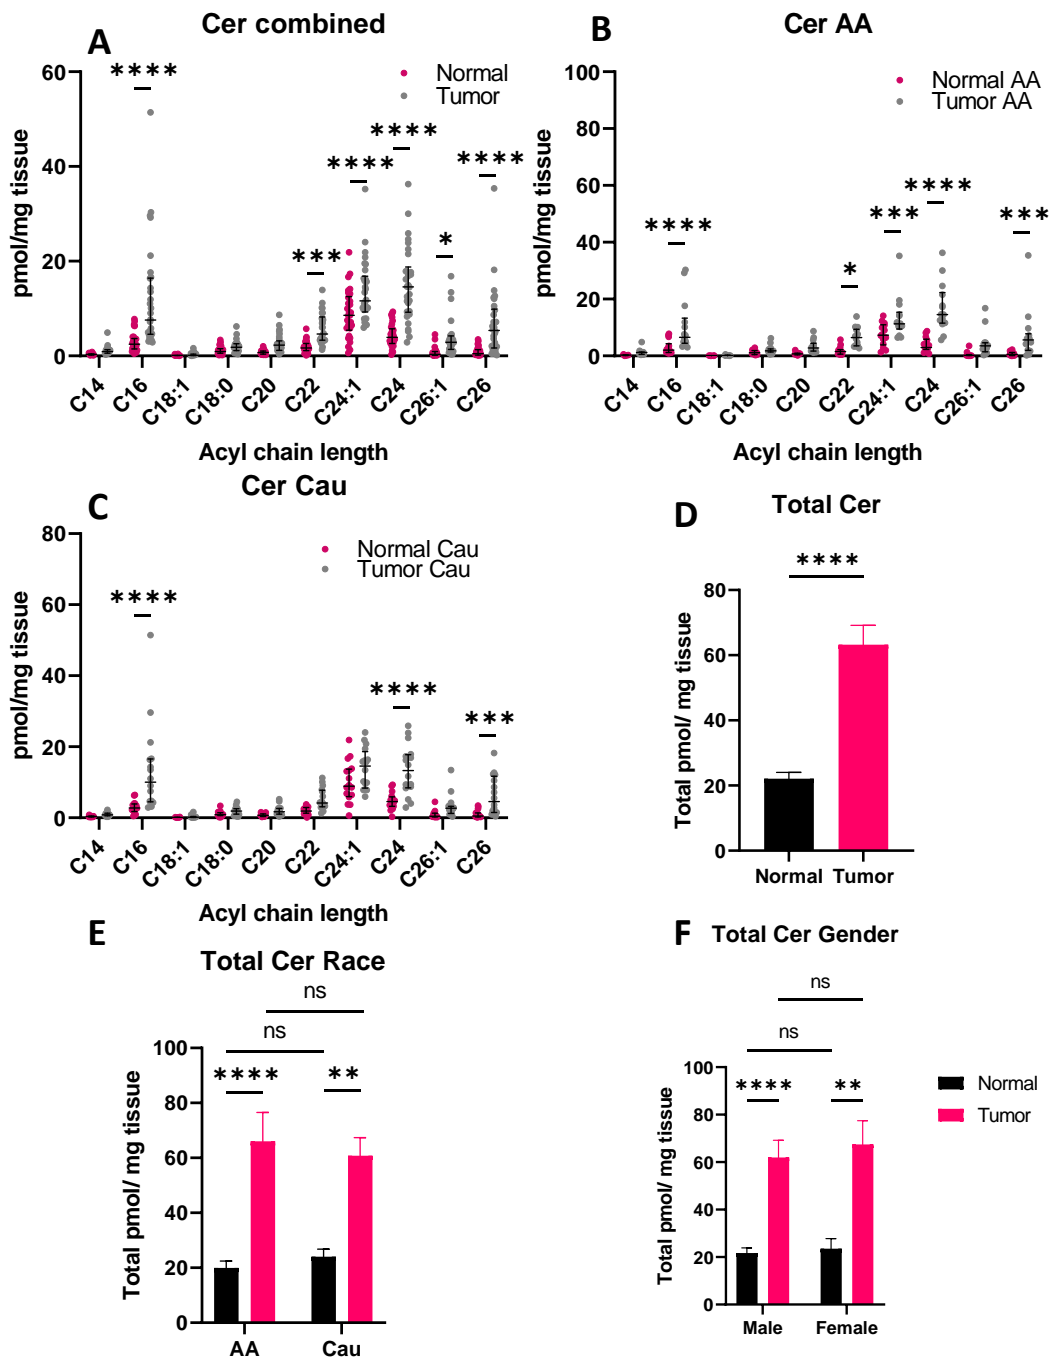 A
Cer combined
Normal
Tumor
pmol/mg tissue
60
40
20
0
****
***
****
****
*
****
C14
C16
C18:1
C18:0
C20
C22
C24:1
C24
C26:1
C26
Acyl chain length
B
Cer AA
Normal AA
Tumor AA
pmol/mg tissue
100
80
60
40
20
0
****
*
***
****
***
C14
C16
C18:1
C18:0
C20
C22
C24:1
C24
C26:1
C26
Acyl chain length
C
Cer Cau
Normal Cau
Tumor Cau
pmol/mg tissue
80
60
40
20
0
****
****
***
C14
C16
C18:1
C18:0
C20
C22
C24:1
C24
C26:1
C26
Acyl chain length
D
Total Cer
****
Total pmol/ mg tissue
80
60
40
20
0
Normal
Tumor
E
Total Cer Race
ns
ns
****
**
Total pmol/ mg tissue
100
80
60
40
20
0
AA
Cau
F
Total Cer Gender
ns
ns
****
**
Total pmol/ mg tissue
100
80
60
40
20
0
Male
Female
Normal
Tumor